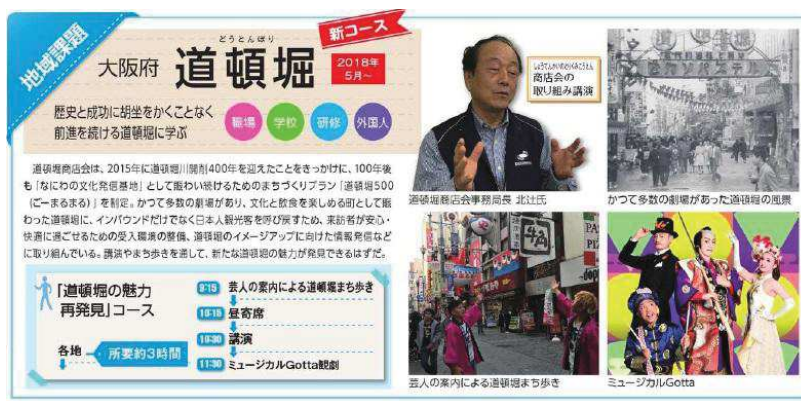 地域課題
新コース
大阪府
どうとんぼり
道頓堀
2018年
5月~
歴史と成功に胡坐をかくことなく
前進を続ける道頓堀に学ぶ
職場
学校
研修
外国人
道頓堀商店会は、2015年に道頓堀川開削400年を迎えたことをきっかけに、100年後
も「なにわの文化発信基地」として賑わい続けるためのまちづくりプラン「道頓堀500
(ごーまるまる)」を制定。かつて多数の劇場があり、文化と飲食を楽しめる町として賑
わった道頓堀に、インバウンドだけでなく日本人観光客を呼び戻すため、来訪者が安心・
快適に過ごせるための受入環境の整備、道頓堀のイメージアップに向けた情報発信など
に取り組んでいる。講演やまち歩きを通して、新たな道頓堀の魅力が発見できるはずだ。
「道頓堀の魅力
再発見」コース
各地
所要約3時間
9:15 芸人の案内による道頓堀まち歩き
10:15 昼寄席
10:30 講演
11:30 ミュージカルGotta観劇
商店会の
取り組み講演
道頓堀商店会事務局長 北辻氏
かつて多数の劇場があった道頓堀の風景
芸人の案内による道頓堀まち歩き
ミュージカルGotta